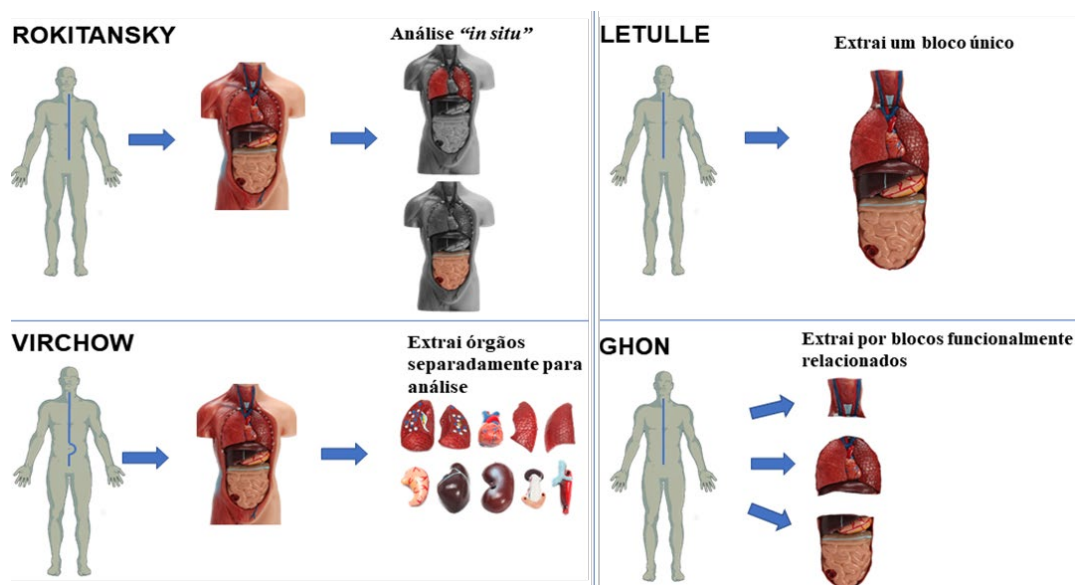 ROKITANSKY
Análise “in situ”
LETULLE
Extrai um bloco único
VIRCHOW
Extrai órgãos
separadamente para
análise
GHON
Extrai por blocos funcionalmente
relacionados